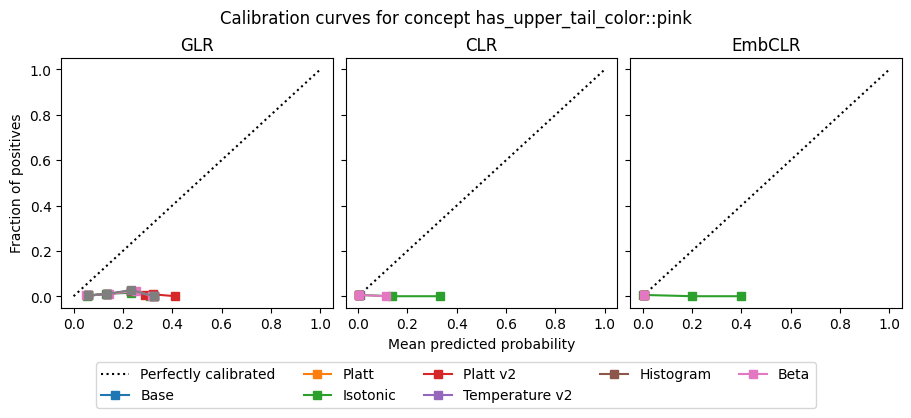 Calibration curves for concept has_upper_tail_color::pink
GLR
CLR
EmbCLR
Fraction of positives
1.0
0.8
0.6
0.4
0.2
0.0
0.0 0.2 0.4 0.6 0.8 1.0
0.0 0.2 0.4 0.6 0.8 1.0
0.0 0.2 0.4 0.6 0.8 1.0
Mean predicted probability
Perfectly calibrated
Base
Platt
Isotonic
Platt v2
Temperature v2
Histogram
Beta